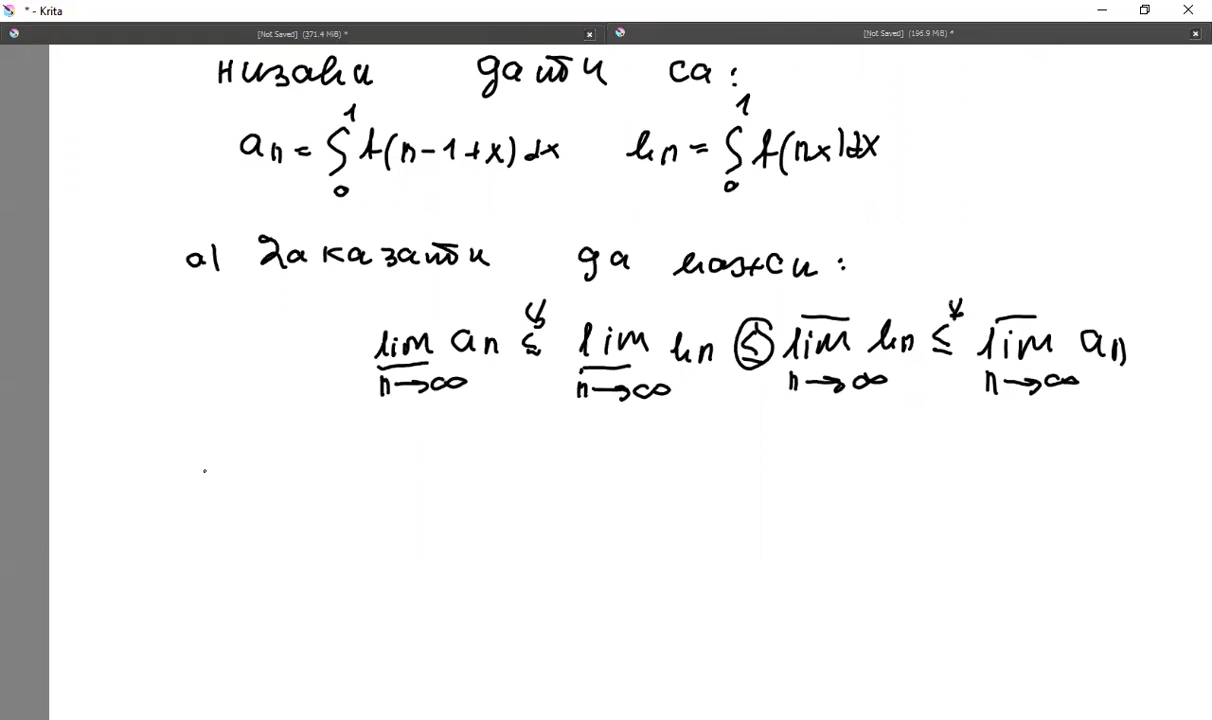 * - Krita
[Not Saved] (371.4 MiB) * [Not Saved] (196.9 MiB) *
низови дати са:
aₙ = ∫₀¹ f(n-1+x)dx bₙ = ∫₀¹ f(nx)dx
а) Доказати да важи:
lim aₙ ≤ lim bₙ ≤ lim bₙ ≤ lim aₙ
n→∞ n→∞ n→∞ n→∞